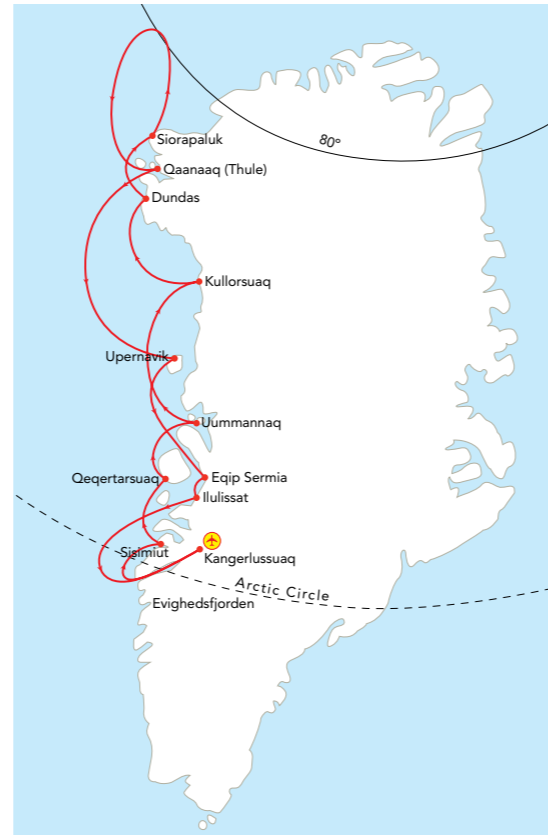 80°
Siorapaluk
Qaanaaq (Thule)
Dundas
Kullorsuaq
Upernavik
Uummannaq
Qeqertarsuaq
Eqip Sermia
Ilulissat
Sisimiut
Kangerlussuaq
Arctic Circle
Evighedsfjorden